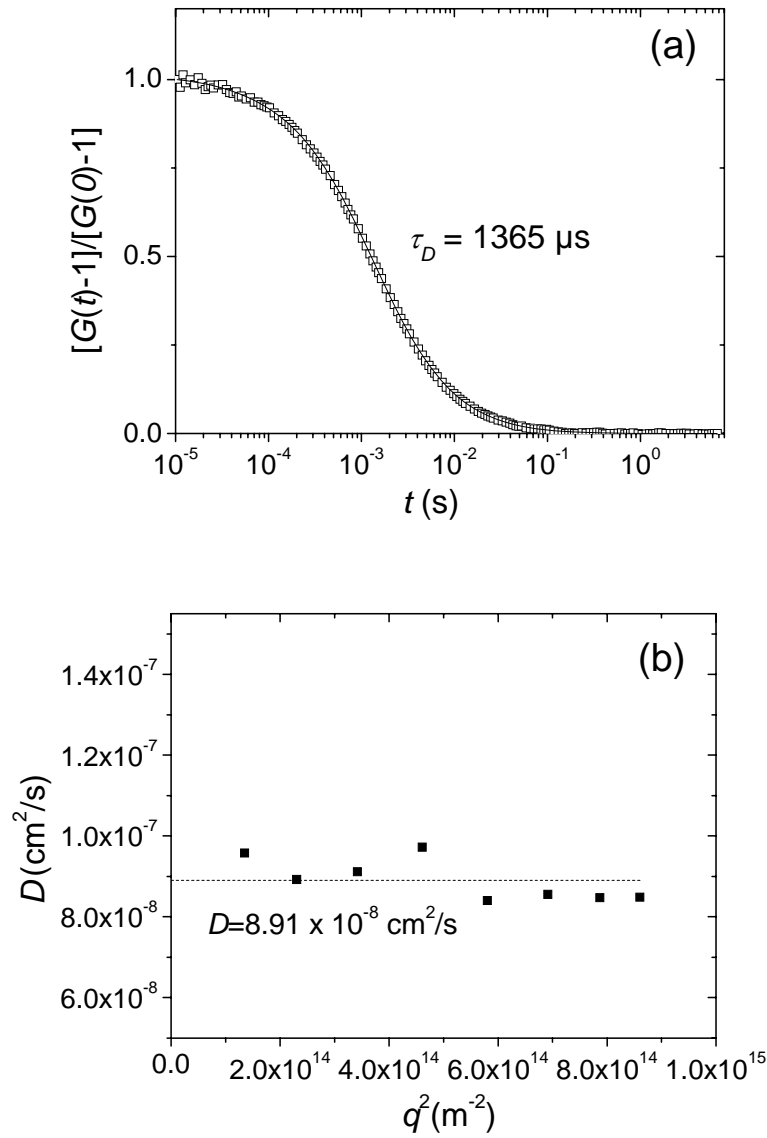 (a)
[G(t)-1]/[G(0)-1]
1.0
0.5
0.0
τ_D = 1365 µs
10⁻⁵ 10⁻⁴ 10⁻³ 10⁻² 10⁻¹ 10⁰
t (s)
(b)
D(cm²/s)
1.4x10⁻⁷
1.2x10⁻⁷
1.0x10⁻⁷
8.0x10⁻⁸
6.0x10⁻⁸
D=8.91 x 10⁻⁸ cm²/s
0.0 2.0x10¹⁴ 4.0x10¹⁴ 6.0x10¹⁴ 8.0x10¹⁴ 1.0x10¹⁵
q²(m⁻²)